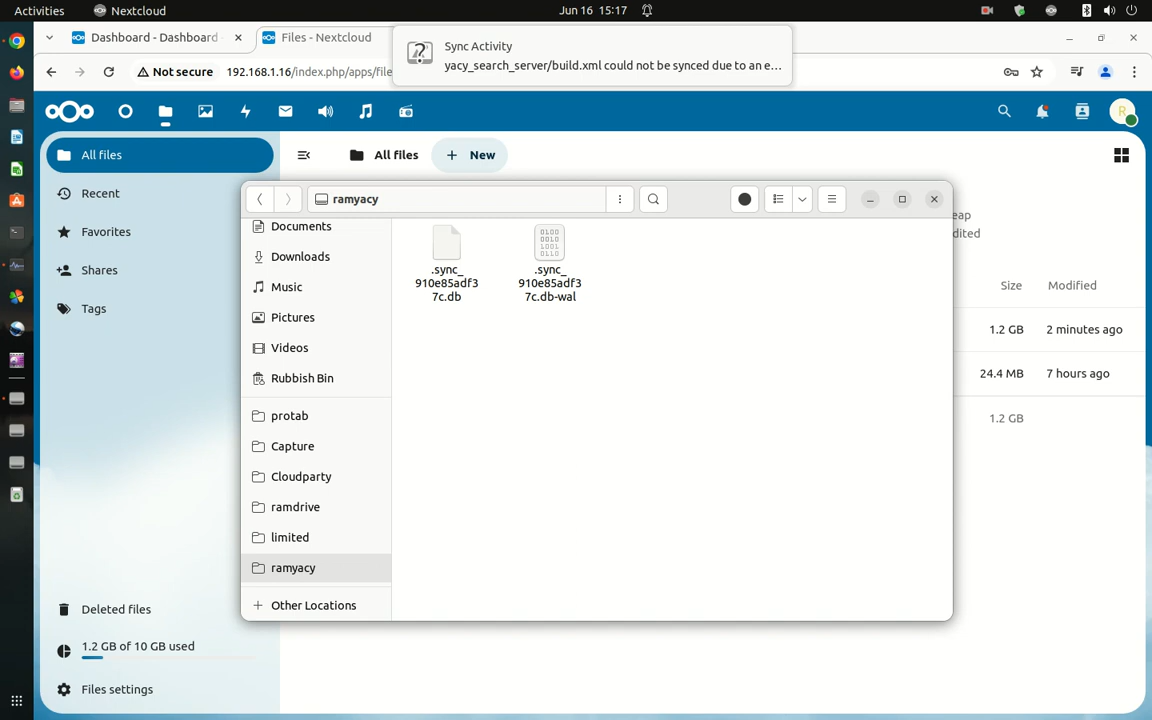 Activities
Nextcloud
Jun 16 15:17
Dashboard - Dashboard
Files - Nextcloud
Sync Activity
yacy_search_server/build.xml could not be synced due to an e...
Not secure
192.168.1.16/index.php/apps/file
R
All files
All files
New
Recent
Favorites
Shares
Tags
ramyacy
Documents
Downloads
Music
Pictures
Videos
Rubbish Bin
protab
Capture
Cloudparty
ramdrive
limited
ramyacy
Other Locations
.sync_
910e85adf3
7c.db
.sync_
910e85adf3
7c.db-wal
eap
dited
Size
Modified
1.2 GB
2 minutes ago
24.4 MB
7 hours ago
1.2 GB
Deleted files
1.2 GB of 10 GB used
Files settings